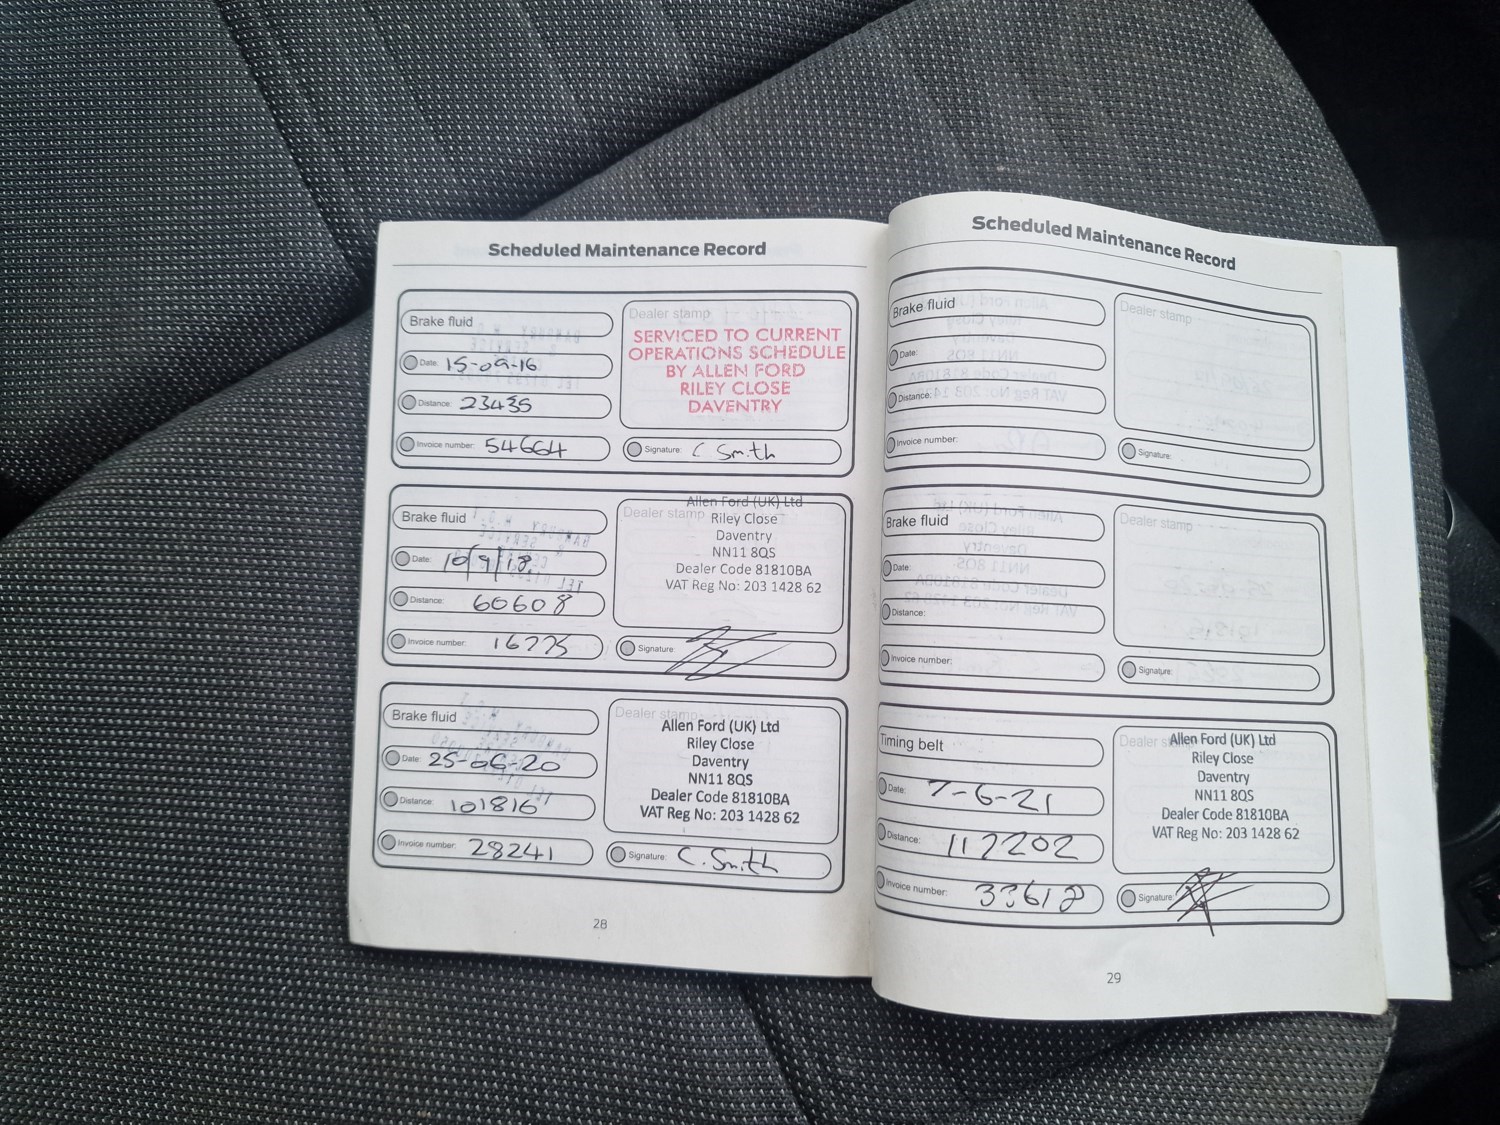 Scheduled Maintenance Record
Brake fluid
Date: 15-09-16
Distance: 23435
Invoice number: 54664
Dealer stamp
SERVICED TO CURRENT
OPERATIONS SCHEDULE
BY ALLEN FORD
RILEY CLOSE
DAVENTRY
Signature: C Smith
Brake fluid
Date: 10/9/18
Distance: 60608
Invoice number: 16775
Dealer stamp
Allen Ford (UK) Ltd
Riley Close
Daventry
NN11 8QS
Dealer Code 81810BA
VAT Reg No: 203 1428 62
Signature:
Brake fluid
Date: 25-06-20
Distance: 101816
Invoice number: 28241
Dealer stamp
Allen Ford (UK) Ltd
Riley Close
Daventry
NN11 8QS
Dealer Code 81810BA
VAT Reg No: 203 1428 62
Signature: C. Smith
28
Scheduled Maintenance Record
Brake fluid
Date:
Distance:
Invoice number:
Dealer stamp
Signature:
Brake fluid
Date:
Distance:
Invoice number:
Dealer stamp
Signature:
Timing belt
Date: 7-6-21
Distance: 117202
Invoice number: 33618
Dealer stamp
Allen Ford (UK) Ltd
Riley Close
Daventry
NN11 8QS
Dealer Code 81810BA
VAT Reg No: 203 1428 62
Signature:
29